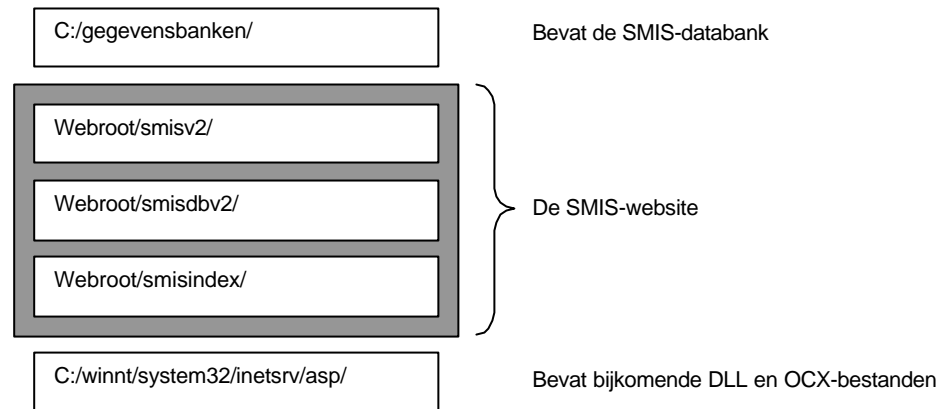 C:/gegevensbanken/ Bevat de SMIS-databank
Webroot/smisv2/
Webroot/smisdbv2/ De SMIS-website
Webroot/smisindex/
C:/winnt/system32/inetsrv/asp/ Bevat bijkomende DLL en OCX-bestanden